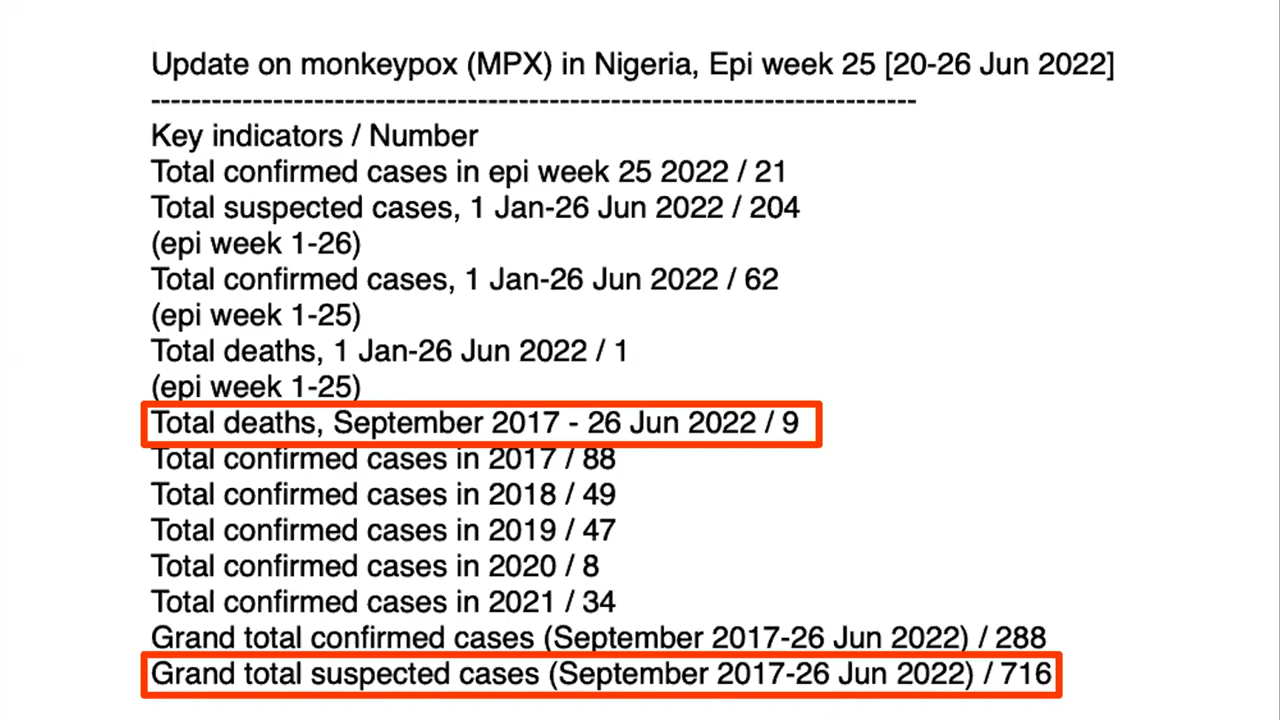 Update on monkeypox (MPX) in Nigeria, Epi week 25 [20-26 Jun 2022]
---------------------------------------------------------------------------
Key indicators / Number
Total confirmed cases in epi week 25 2022 / 21
Total suspected cases, 1 Jan-26 Jun 2022 / 204
(epi week 1-26)
Total confirmed cases, 1 Jan-26 Jun 2022 / 62
(epi week 1-25)
Total deaths, 1 Jan-26 Jun 2022 / 1
(epi week 1-25)
Total deaths, September 2017 - 26 Jun 2022 / 9
Total confirmed cases in 2017 / 88
Total confirmed cases in 2018 / 49
Total confirmed cases in 2019 / 47
Total confirmed cases in 2020 / 8
Total confirmed cases in 2021 / 34
Grand total confirmed cases (September 2017-26 Jun 2022) / 288
Grand total suspected cases (September 2017-26 Jun 2022) / 716